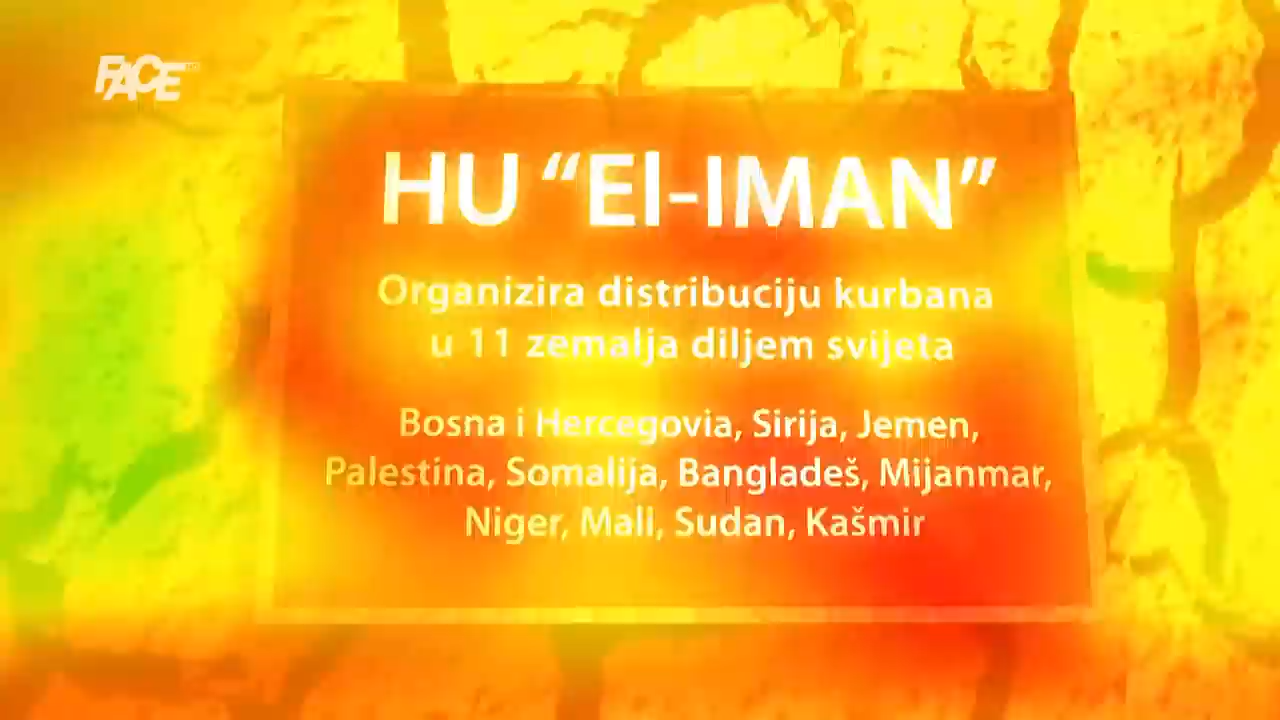 FACE HD
HU “El-IMAN”
Organizira distribuciju kurbana
u 11 zemalja diljem svijeta
Bosna i Hercegovia, Sirija, Jemen,
Palestina, Somalija, Bangladeš, Mijanmar,
Niger, Mali, Sudan, Kašmir